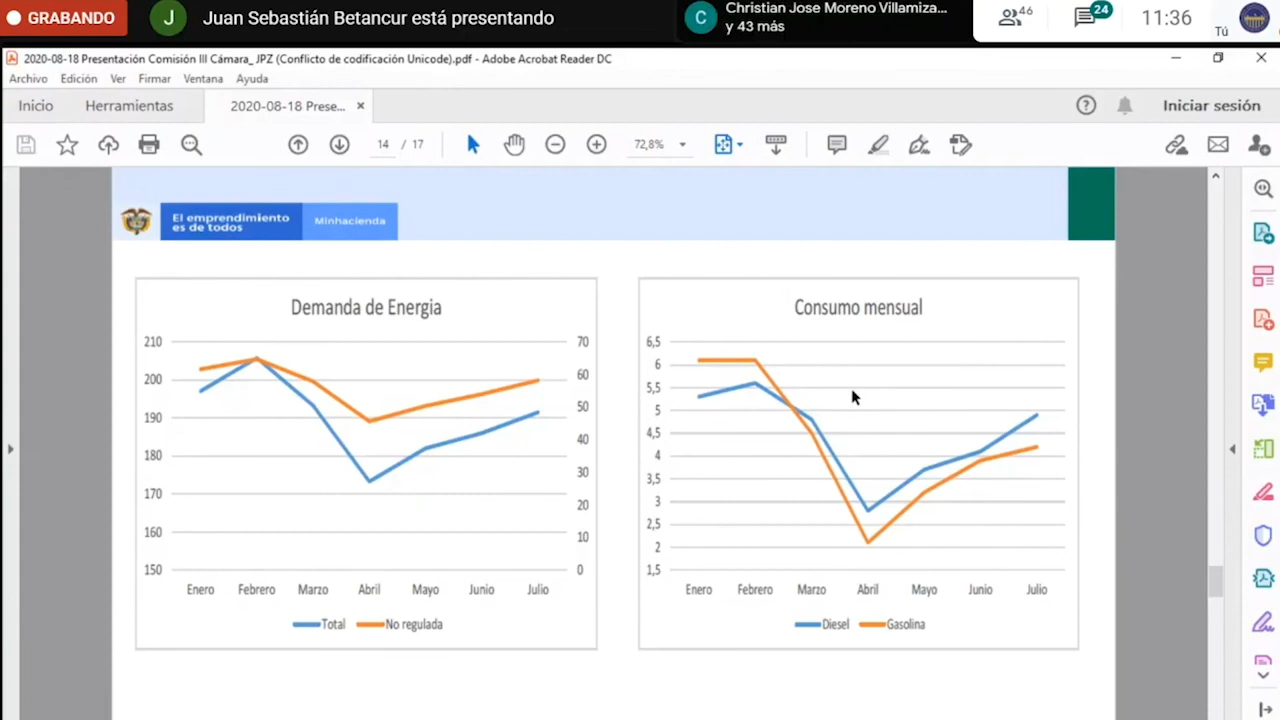 GRABANDO
J
Juan Sebastián Betancur está presentando
C
Christian Jose Moreno Villamiza...
y 43 más
46
24
11:36
Tú
2020-08-18 Presentación Comisión III Cámara_ JPZ (Conflicto de codificación Unicode).pdf - Adobe Acrobat Reader DC
Archivo Edición Ver Firmar Ventana Ayuda
Inicio Herramientas 2020-08-18 Prese... ×
Iniciar sesión
14 / 17
72,8%
El emprendimiento
es de todos
Minhacienda
Demanda de Energia
210
200
190
180
170
160
150
70
60
50
40
30
20
10
0
Enero Febrero Marzo Abril Mayo Junio Julio
Total No regulada
Consumo mensual
6,5
6
5,5
5
4,5
4
3,5
3
2,5
2
1,5
Enero Febrero Marzo Abril Mayo Junio Julio
Diesel Gasolina